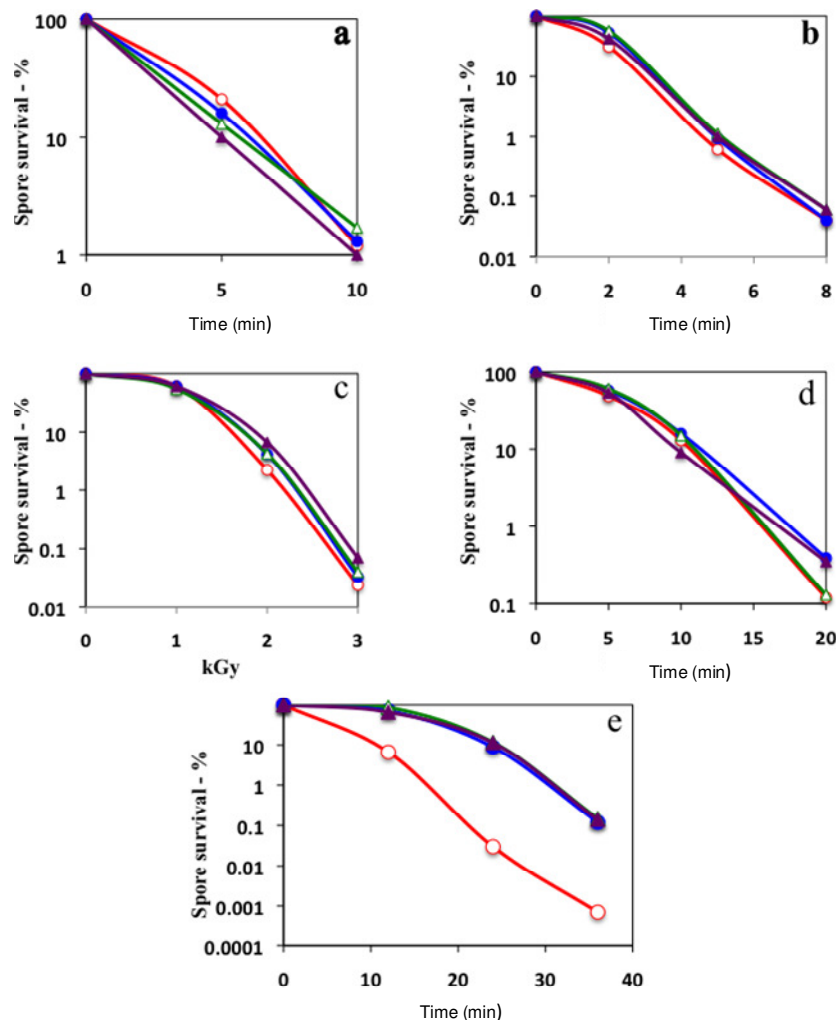 a
Spore survival - %
100
10
1
0 5 10
Time (min)
b
Spore survival - %
10
1
0.1
0.01
0 2 4 6 8
Time (min)
c
Spore survival - %
10
1
0.1
0.01
0 1 2 3
kGy
d
Spore survival - %
100
10
1
0.1
0 5 10 15 20
Time (min)
e
Spore survival - %
10
1
0.1
0.01
0.001
0.0001
0 10 20 30 40
Time (min)